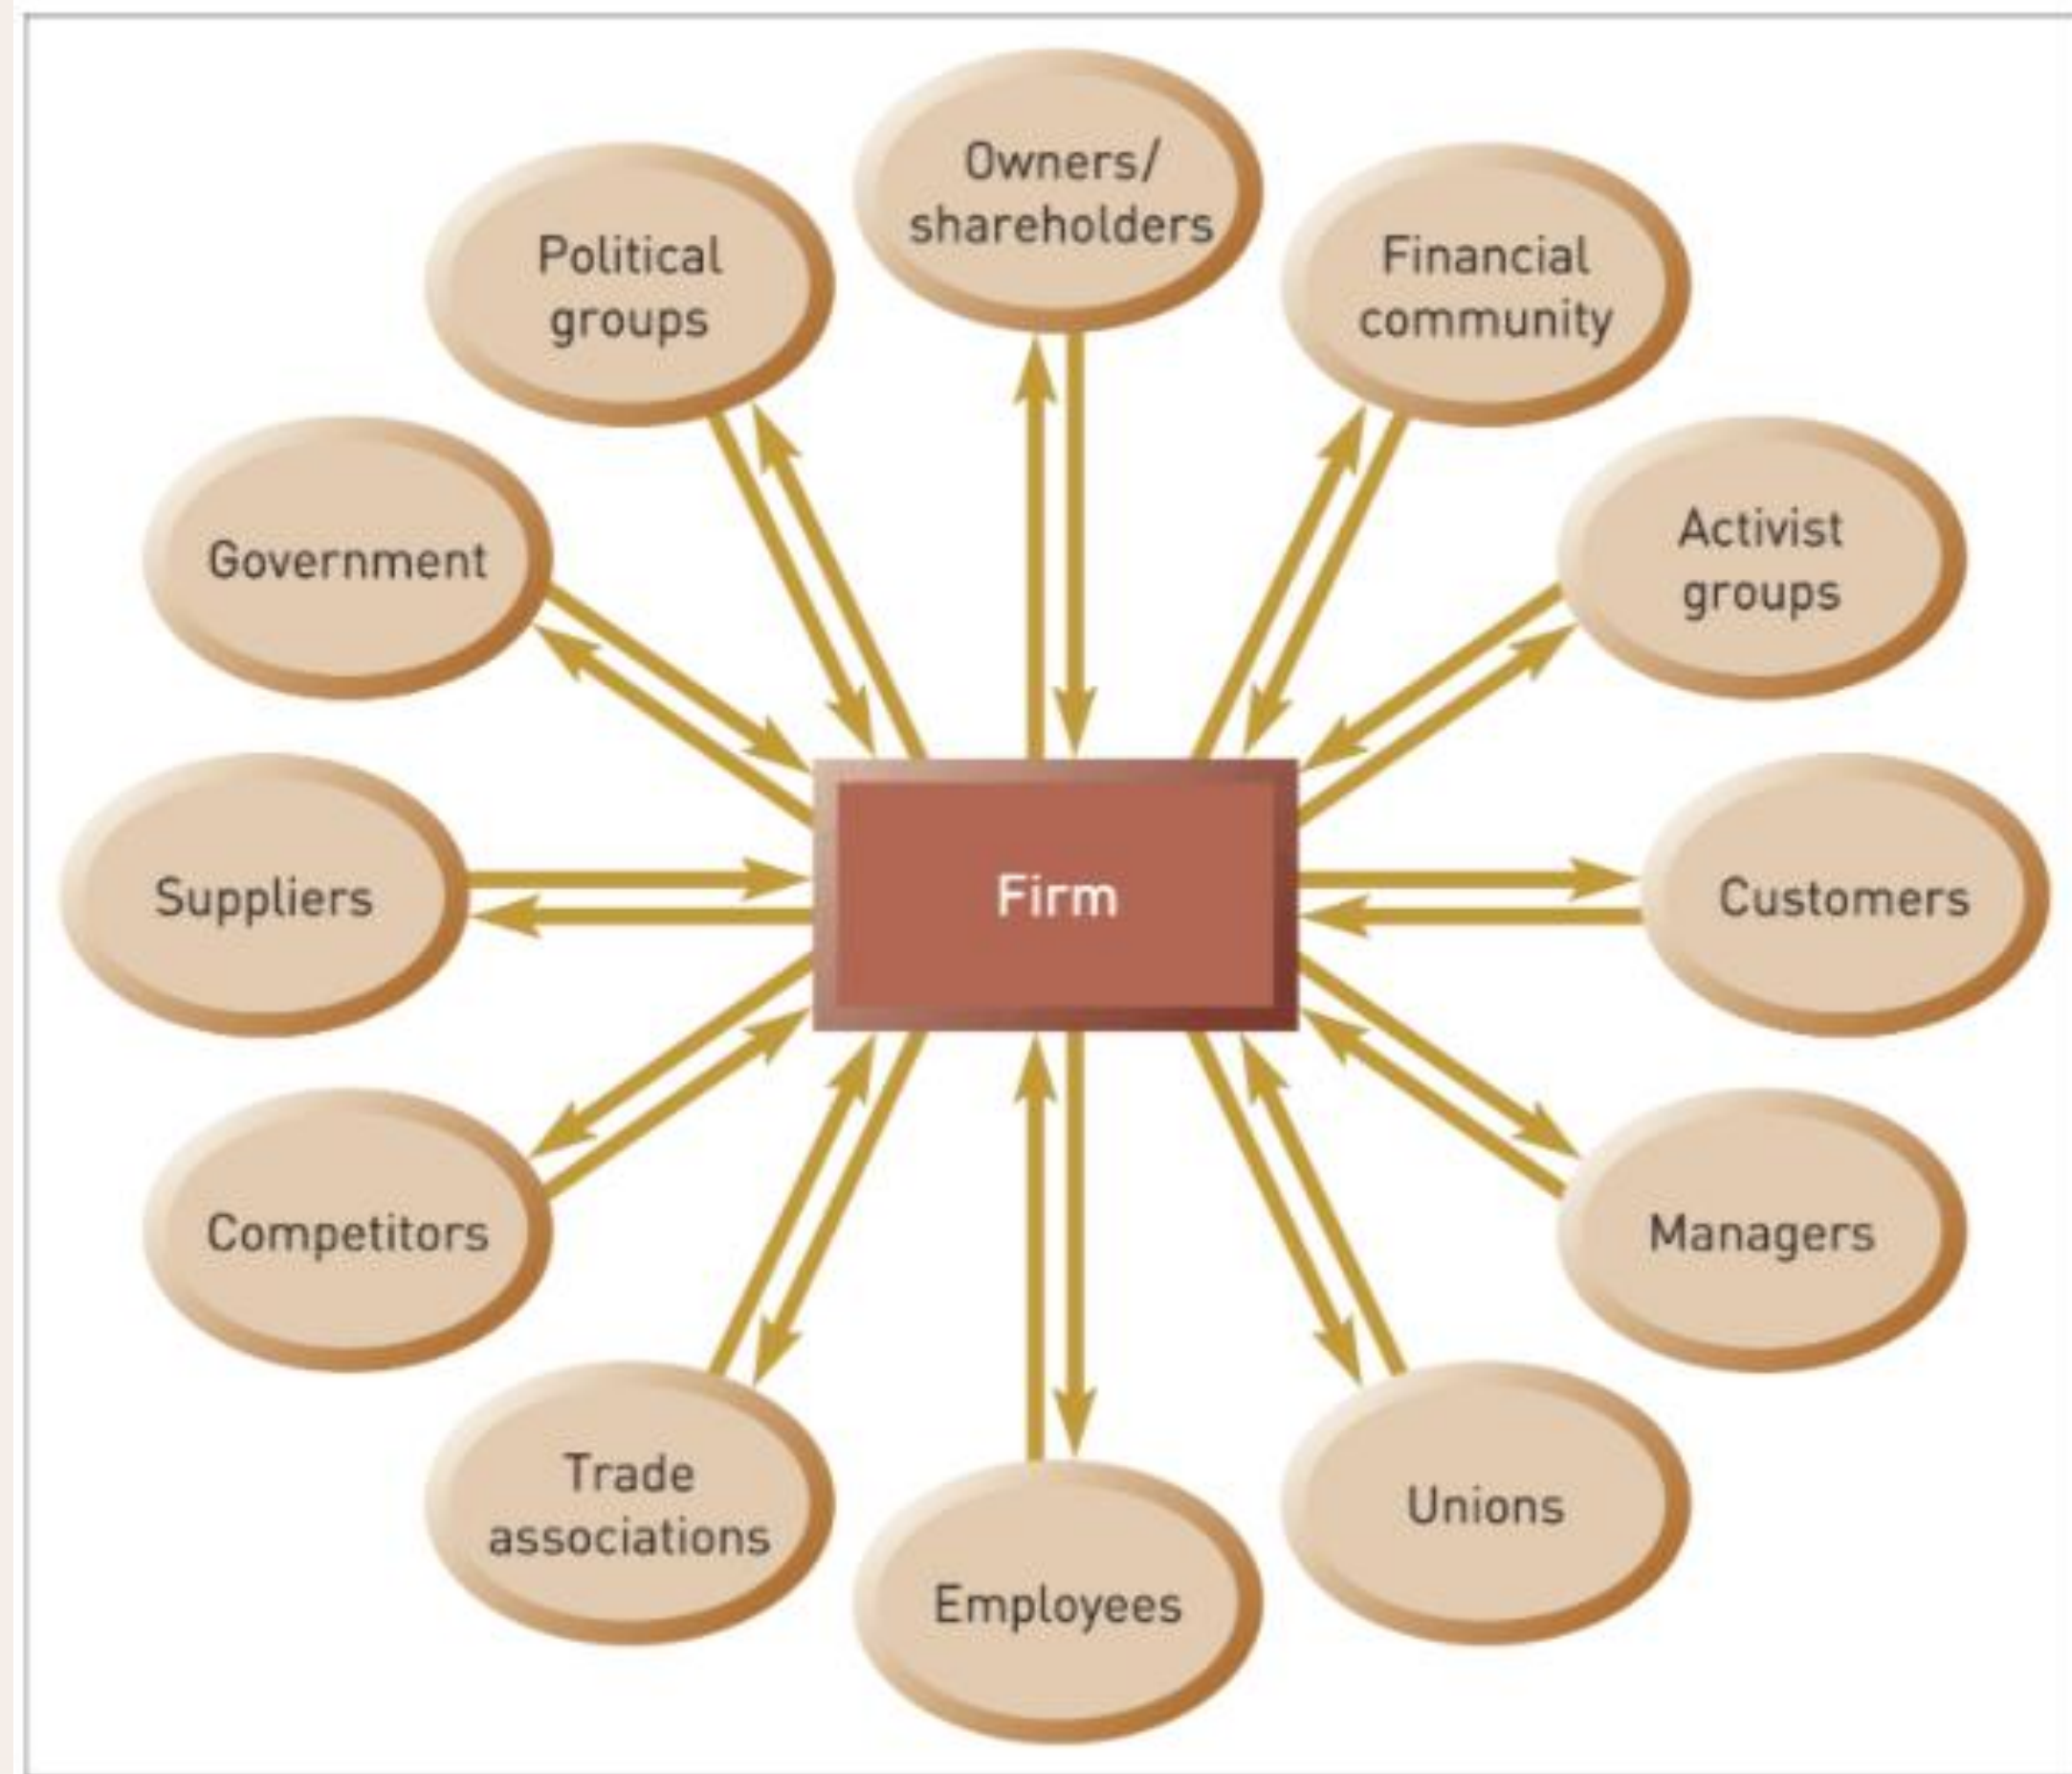 Owners/
shareholders
Political
groups
Financial
community
Government
Activist
groups
Suppliers
Firm
Customers
Competitors
Managers
Trade
associations
Employees
Unions